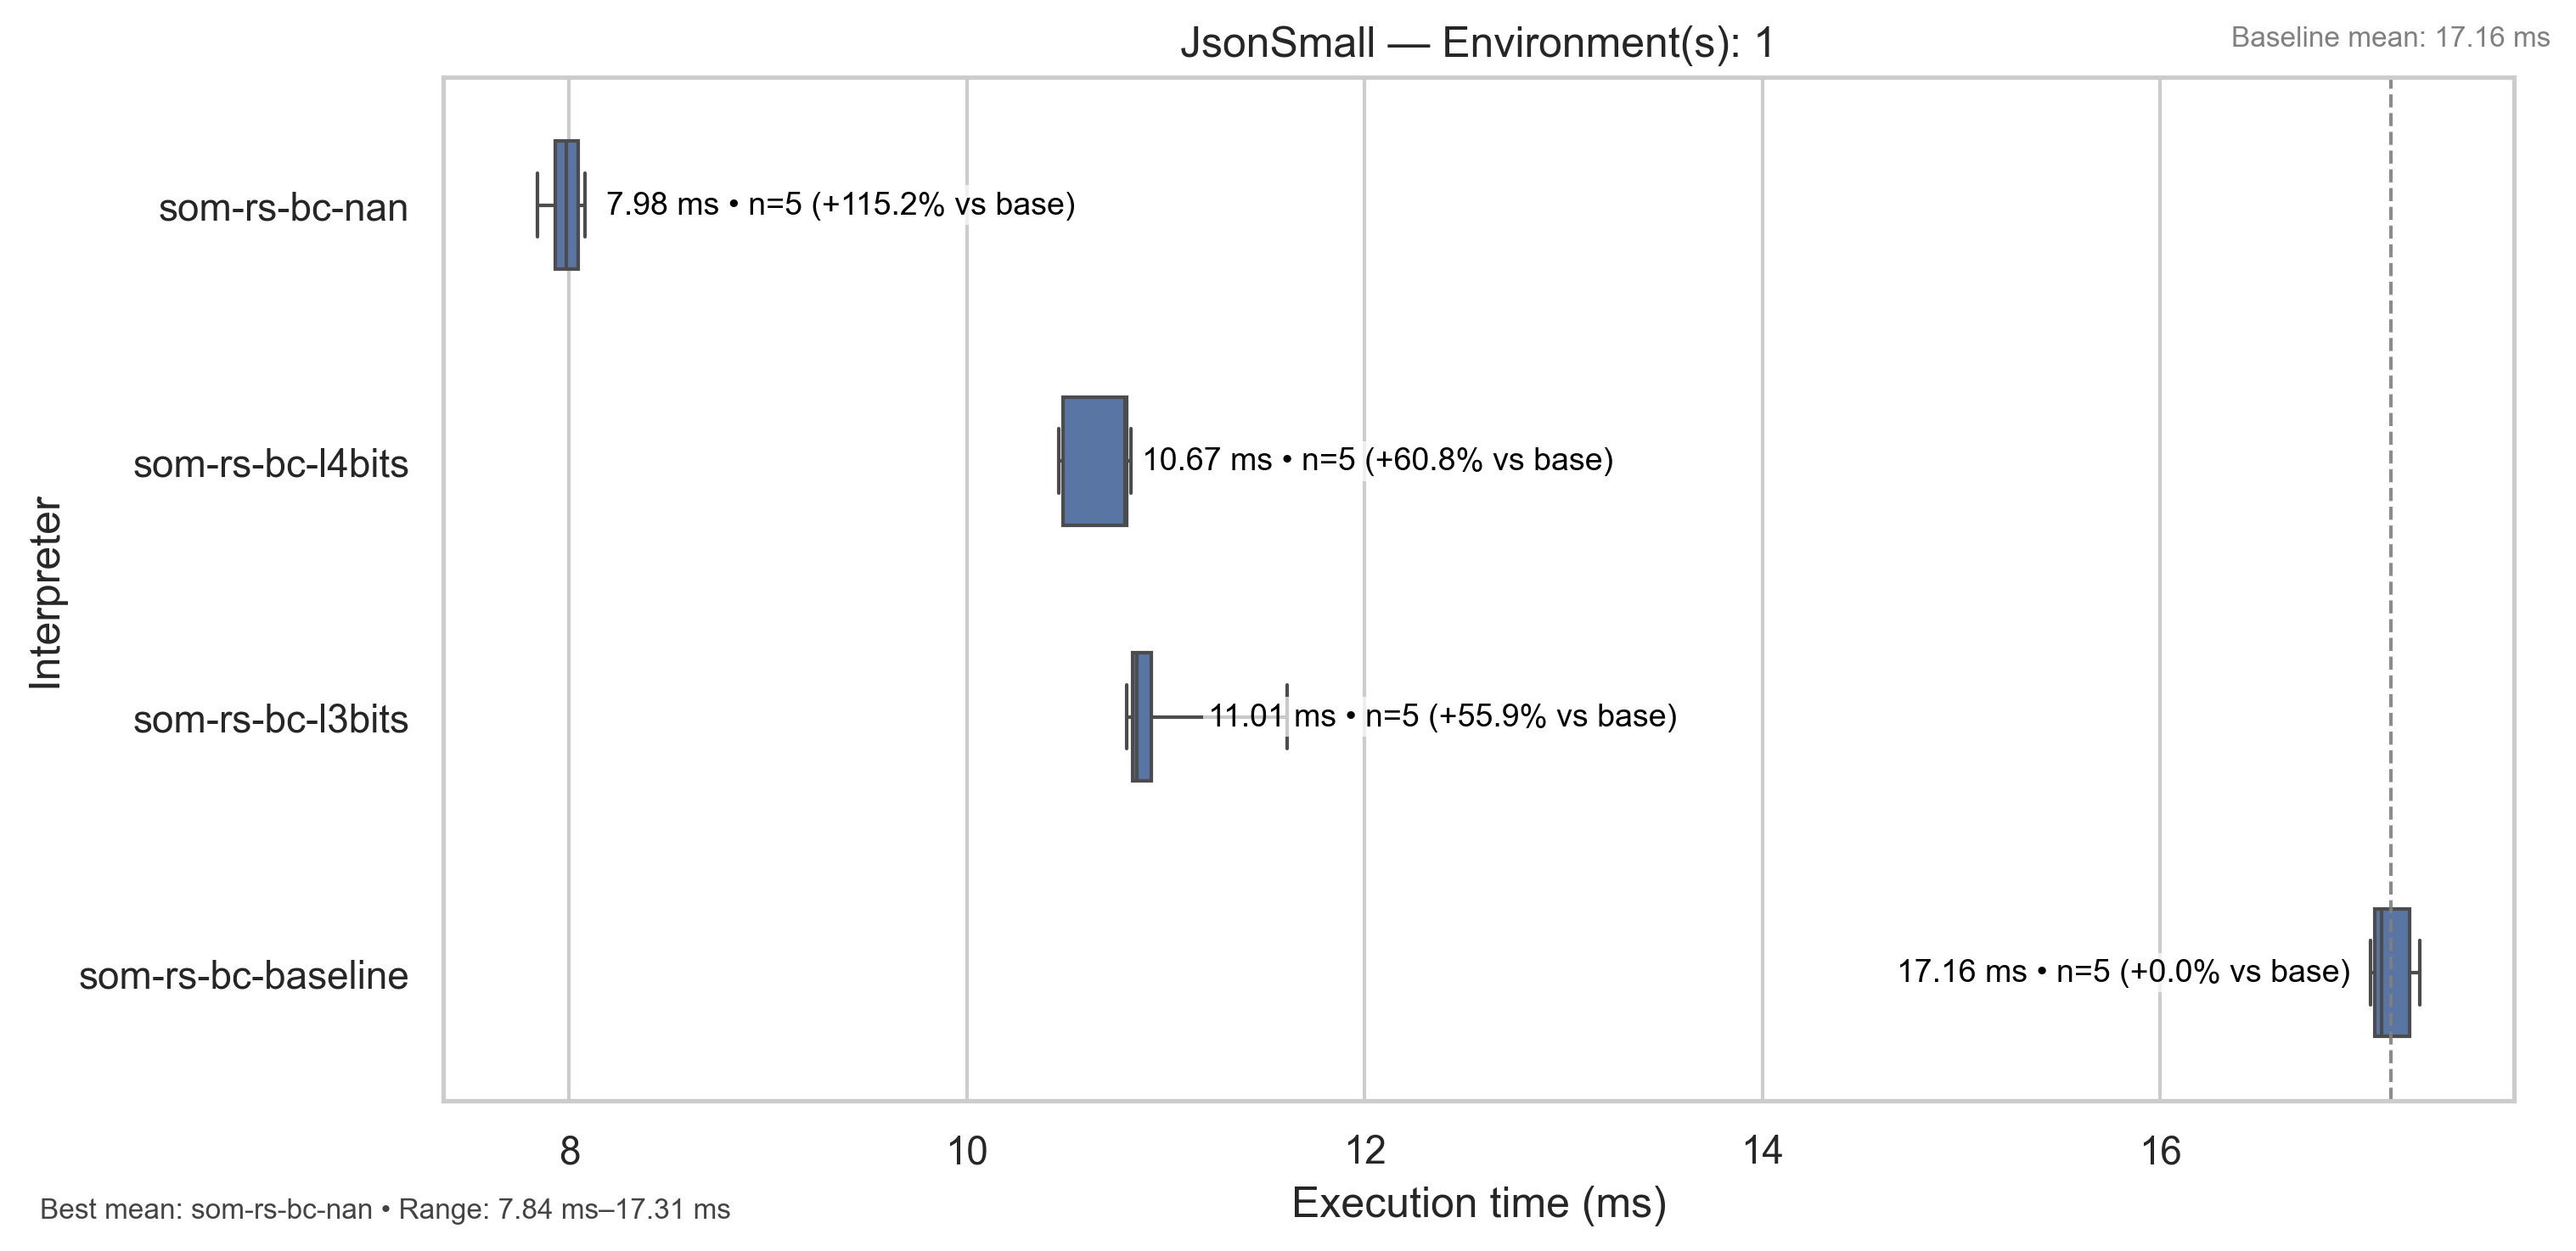 JsonSmall — Environment(s): 1
Baseline mean: 17.16 ms
Interpreter
som-rs-bc-nan
7.98 ms • n=5 (+115.2% vs base)
som-rs-bc-l4bits
10.67 ms • n=5 (+60.8% vs base)
som-rs-bc-l3bits
11.01 ms • n=5 (+55.9% vs base)
som-rs-bc-baseline
17.16 ms • n=5 (+0.0% vs base)
8 10 12 14 16
Execution time (ms)
Best mean: som-rs-bc-nan • Range: 7.84 ms–17.31 ms